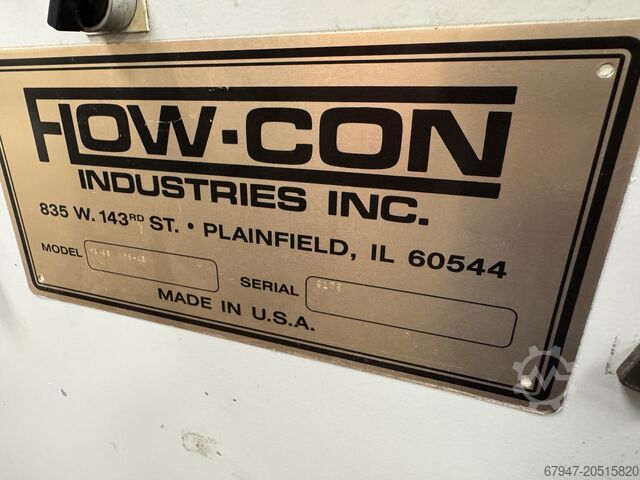 FLOW-CON
INDUSTRIES INC.
835 W. 143RD ST. • PLAINFIELD, IL 60544
MODEL
SERIAL
MADE IN U.S.A.
67947-20515820